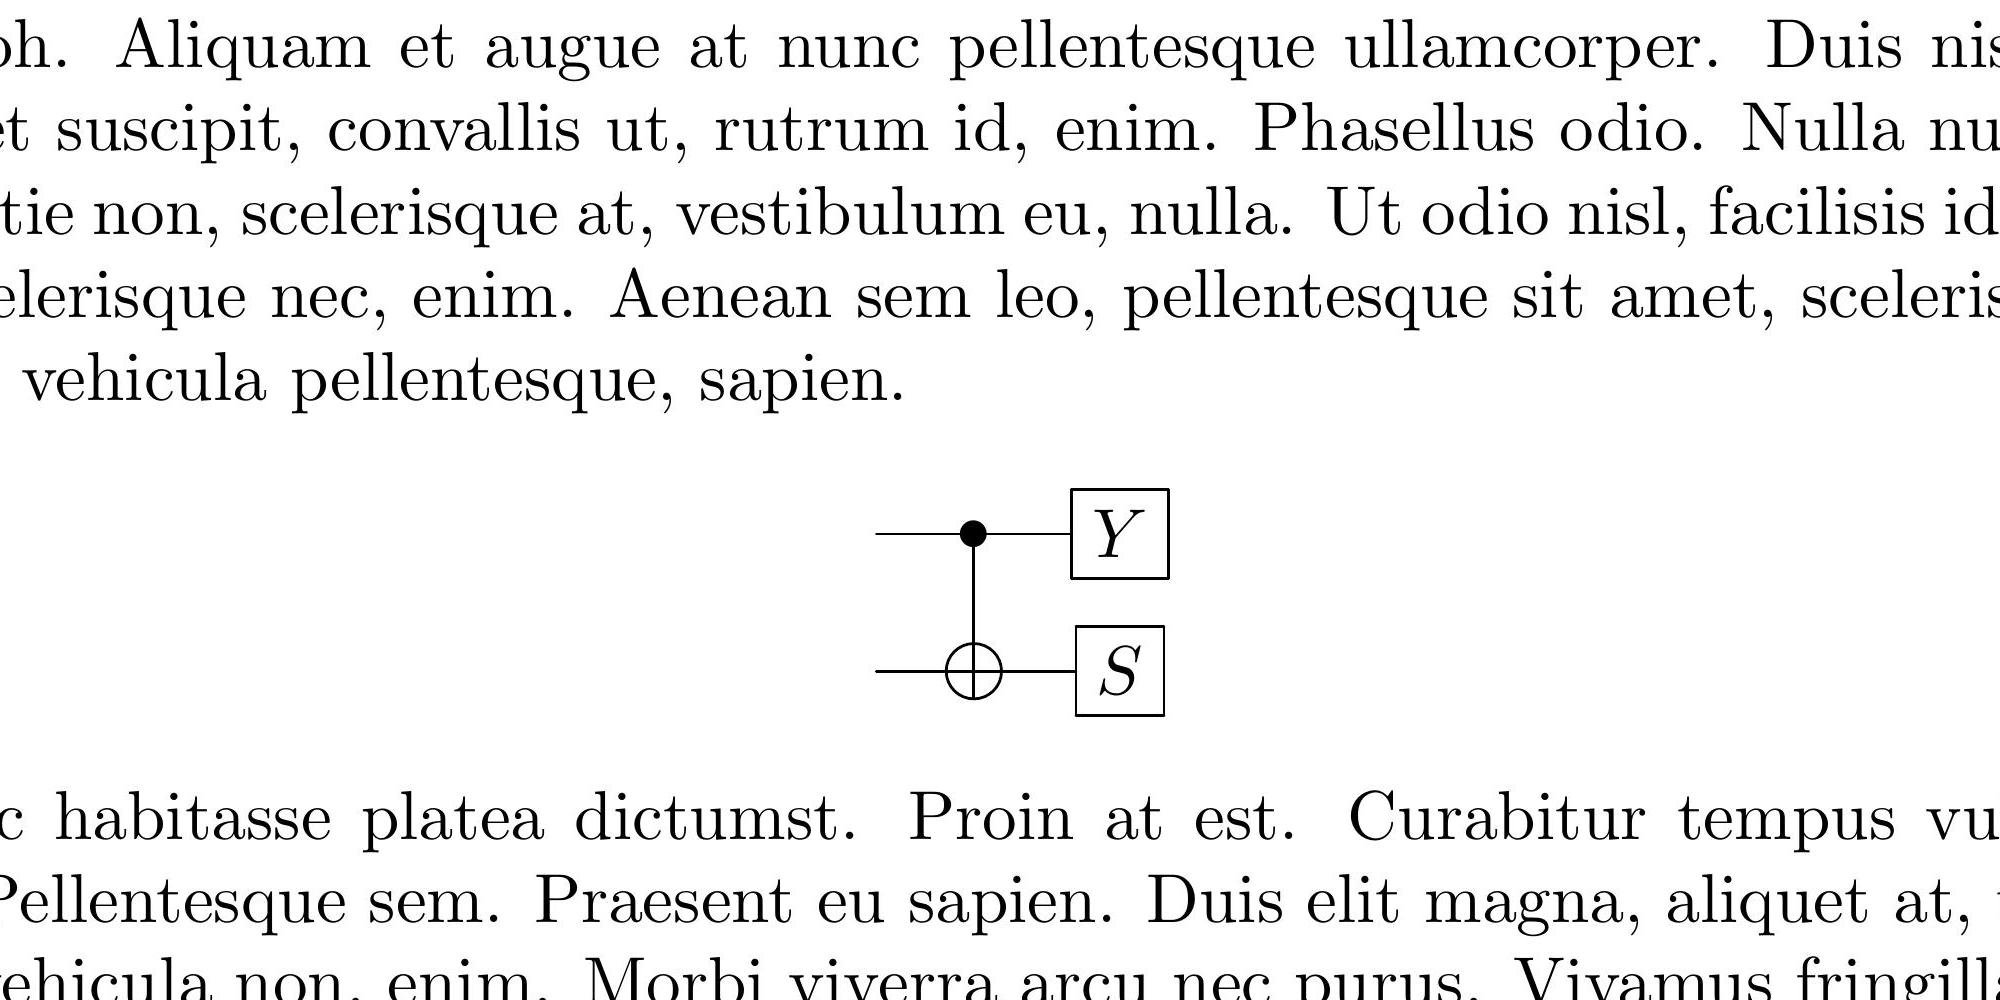 oh. Aliquam et augue at nunc pellentesque ullamcorper. Duis nis
et suscipit, convallis ut, rutrum id, enim. Phasellus odio. Nulla nu
tie non, scelerisque at, vestibulum eu, nulla. Ut odio nisl, facilisis id
elerisque nec, enim. Aenean sem leo, pellentesque sit amet, sceleris
vehicula pellentesque, sapien.
Y
S
c habitasse platea dictumst. Proin at est. Curabitur tempus vu
Pellentesque sem. Praesent eu sapien. Duis elit magna, aliquet at,
vehicula non, enim. Morbi viverra arcu nec purus. Vivamus fringilla